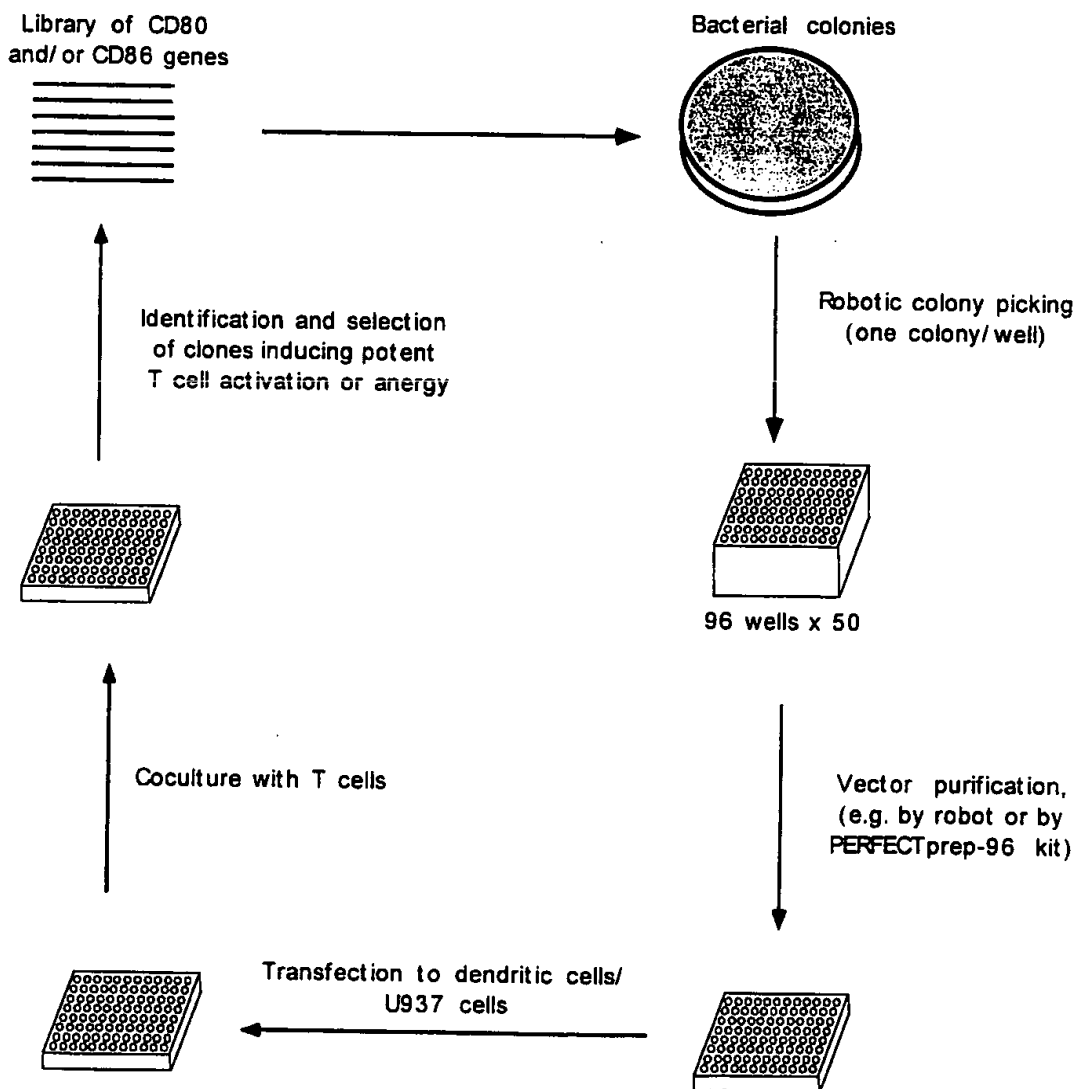 Library of CD80
and/or CD86 genes
Bacterial colonies
Robotic colony picking
(one colony/well)
Identification and selection
of clones inducing potent
T cell activation or anergy
96 wells x 50
Coculture with T cells
Vector purification,
(e.g. by robot or by
PERFECTprep-96 kit)
Transfection to dendritic cells/
U937 cells